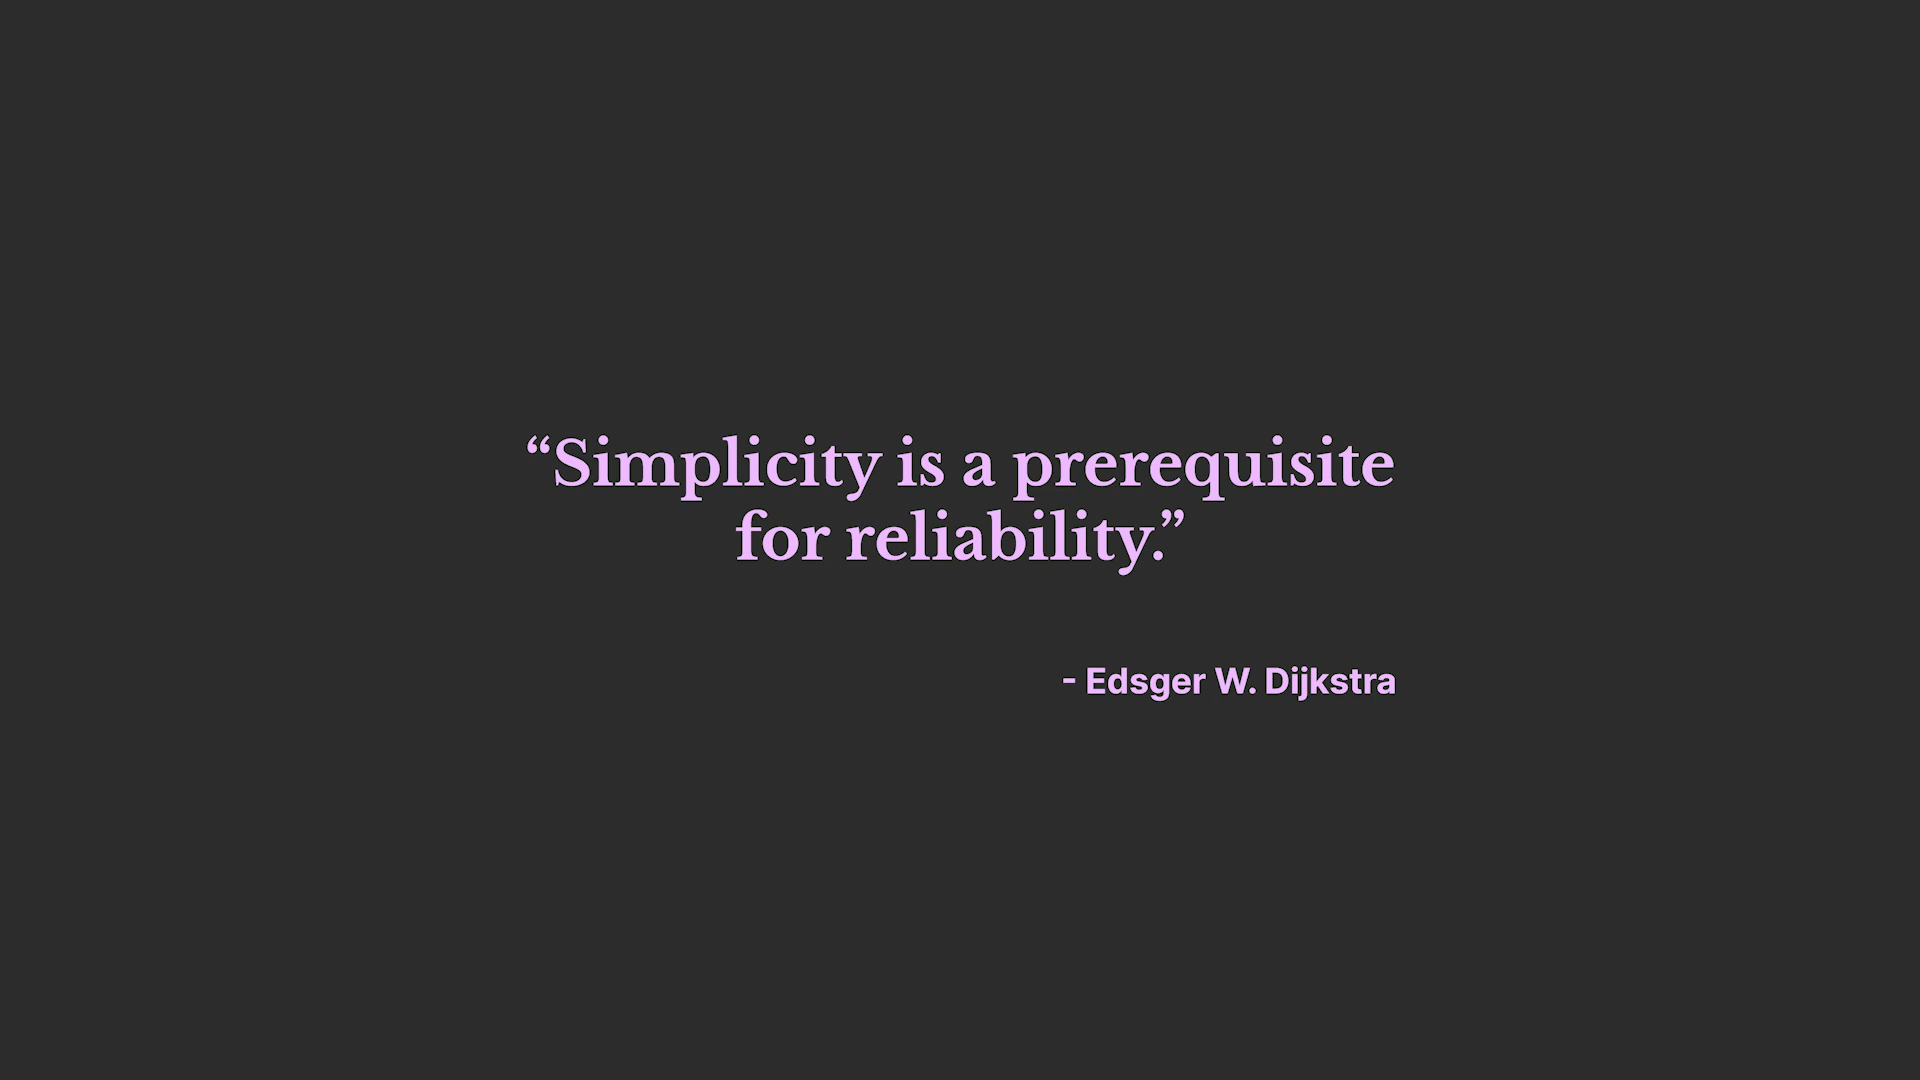 “Simplicity is a prerequisite
for reliability.”
- Edsger W. Dijkstra